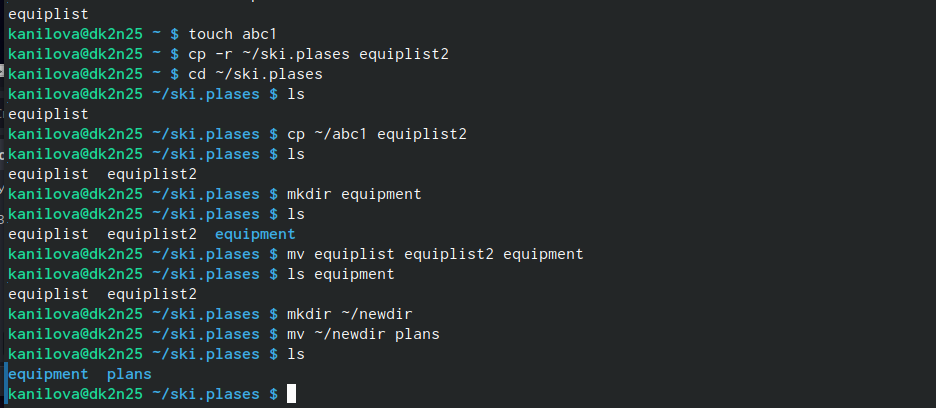 equiplist
kanilova@dk2n25 ~ $ touch abc1
kanilova@dk2n25 ~ $ cp -r ~/ski.plases equiplist2
kanilova@dk2n25 ~ $ cd ~/ski.plases
kanilova@dk2n25 ~/ski.plases $ ls
equiplist
kanilova@dk2n25 ~/ski.plases $ cp ~/abc1 equiplist2
kanilova@dk2n25 ~/ski.plases $ ls
equiplist  equiplist2
kanilova@dk2n25 ~/ski.plases $ mkdir equipment
kanilova@dk2n25 ~/ski.plases $ ls
equiplist  equiplist2  equipment
kanilova@dk2n25 ~/ski.plases $ mv equiplist equiplist2 equipment
kanilova@dk2n25 ~/ski.plases $ ls equipment
equiplist  equiplist2
kanilova@dk2n25 ~/ski.plases $ mkdir ~/newdir
kanilova@dk2n25 ~/ski.plases $ mv ~/newdir plans
kanilova@dk2n25 ~/ski.plases $ ls
equipment  plans
kanilova@dk2n25 ~/ski.plases $